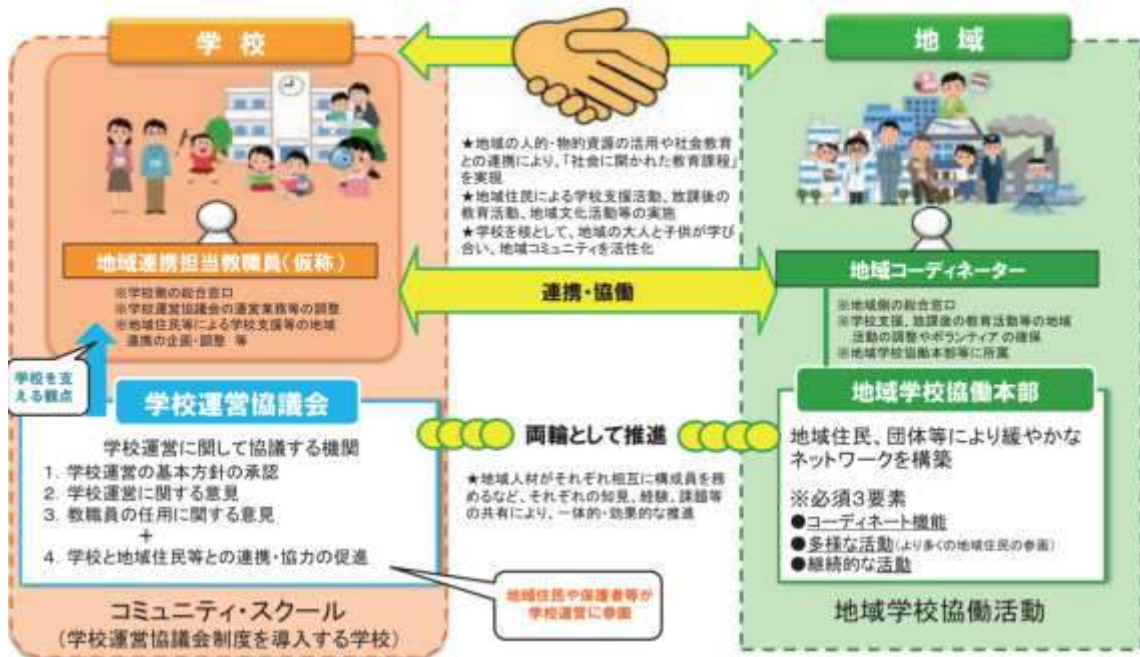 学校
地域
★地域の人的・物的資源の活用や社会教育
との連携により、「社会に開かれた教育課程」
を実現
★地域住民による学校支援活動、放課後の
教育活動、地域文化活動等の実施
★学校を核として、地域の大人と子供が学び
合い、地域コミュニティを活性化
地域連携担当教職員(仮称)
※学校側の総合窓口
※学校運営協議会の運営業務等の調整
※地域住民等による学校支援等の地域
連携の企画・調整 等
連携・協働
地域コーディネーター
※地域側の総合窓口
※学校支援、放課後の教育活動等の地域
活動の調整やボランティアの確保
※地域学校協働本部等に所属
学校を支
える観点
学校運営協議会
学校運営に関して協議する機関
1. 学校運営の基本方針の承認
2. 学校運営に関する意見
3. 教職員の任用に関する意見
+
4. 学校と地域住民等との連携・協力の促進
両輪として推進
★地域人材がそれぞれ相互に構成員を務
めるなど、それぞれの知見、経験、課題等
の共有により、一体的・効果的な推進
地域学校協働本部
地域住民、団体等により緩やかな
ネットワークを構築
※必須3要素
●コーディネート機能
●多様な活動(より多くの地域住民の参画)
●継続的な活動
地域住民や保護者等が
学校運営に参画
コミュニティ・スクール
(学校運営協議会制度を導入する学校)
地域学校協働活動